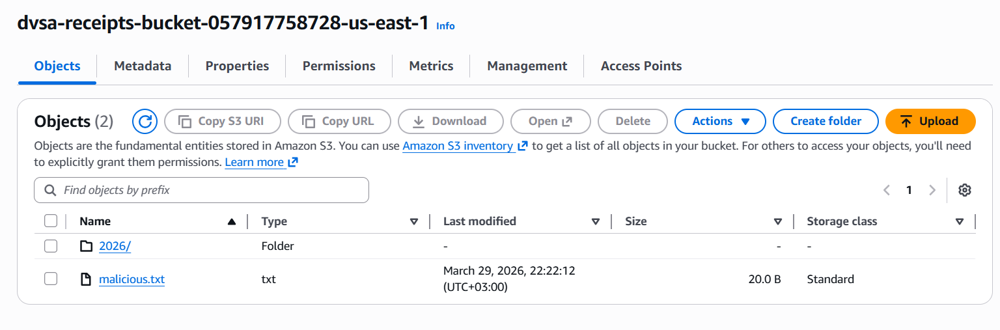 dvsa-receipts-bucket-057917758728-us-east-1 Info
Objects Metadata Properties Permissions Metrics Management Access Points
Objects (2) Copy S3 URI Copy URL Download Open Delete Actions Create folder Upload
Objects are the fundamental entities stored in Amazon S3. You can use Amazon S3 inventory to get a list of all objects in your bucket. For others to access your objects, you'll need
to explicitly grant them permissions. Learn more
Find objects by prefix 1
Name Type Last modified Size Storage class
2026/ Folder - - -
malicious.txt txt March 29, 2026, 22:22:12 20.0 B Standard
(UTC+03:00)